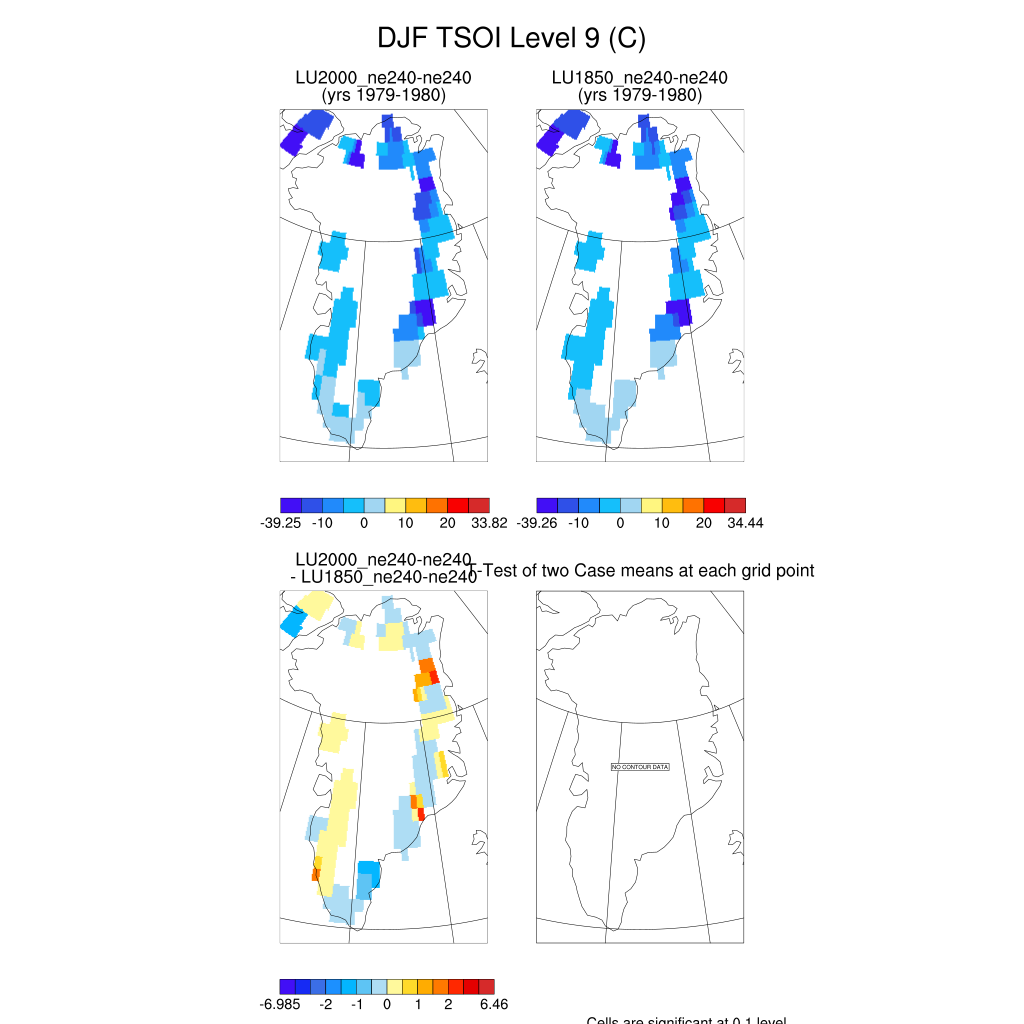 DJF TSOI Level 9 (C)
LU2000_ne240-ne240
(yrs 1979-1980)
LU1850_ne240-ne240
(yrs 1979-1980)
-39.25 -10 0 10 20 33.82
-39.26 -10 0 10 20 34.44
LU2000_ne240-ne240
- LU1850_ne240-ne240
T-Test of two Case means at each grid point
NO CONTOUR DATA
-6.985 -2 -1 0 1 2 6.46
Cells are significant at 0.1 level